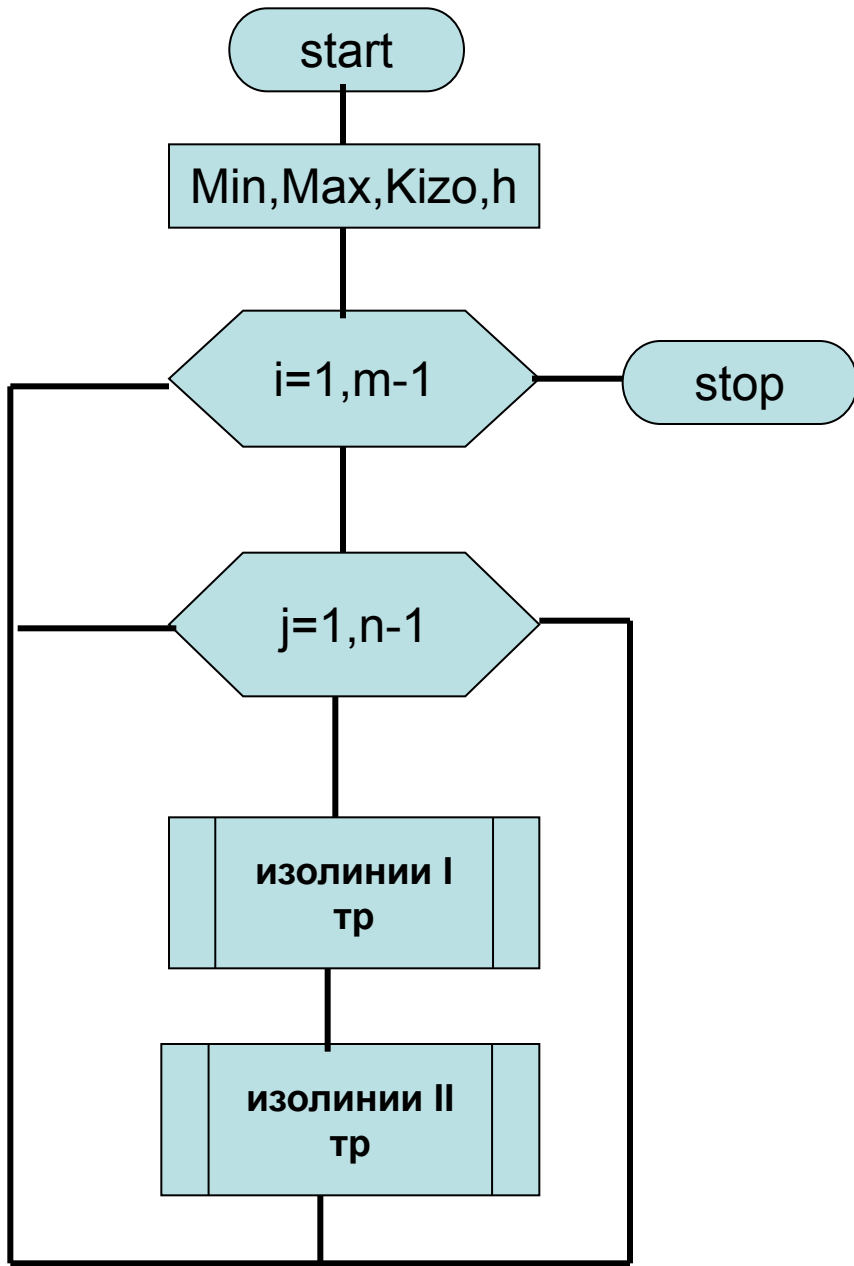 start
Min,Max,Kizo,h
i=1,m-1
stop
j=1,n-1
изолинии I
тр
изолинии II
тр